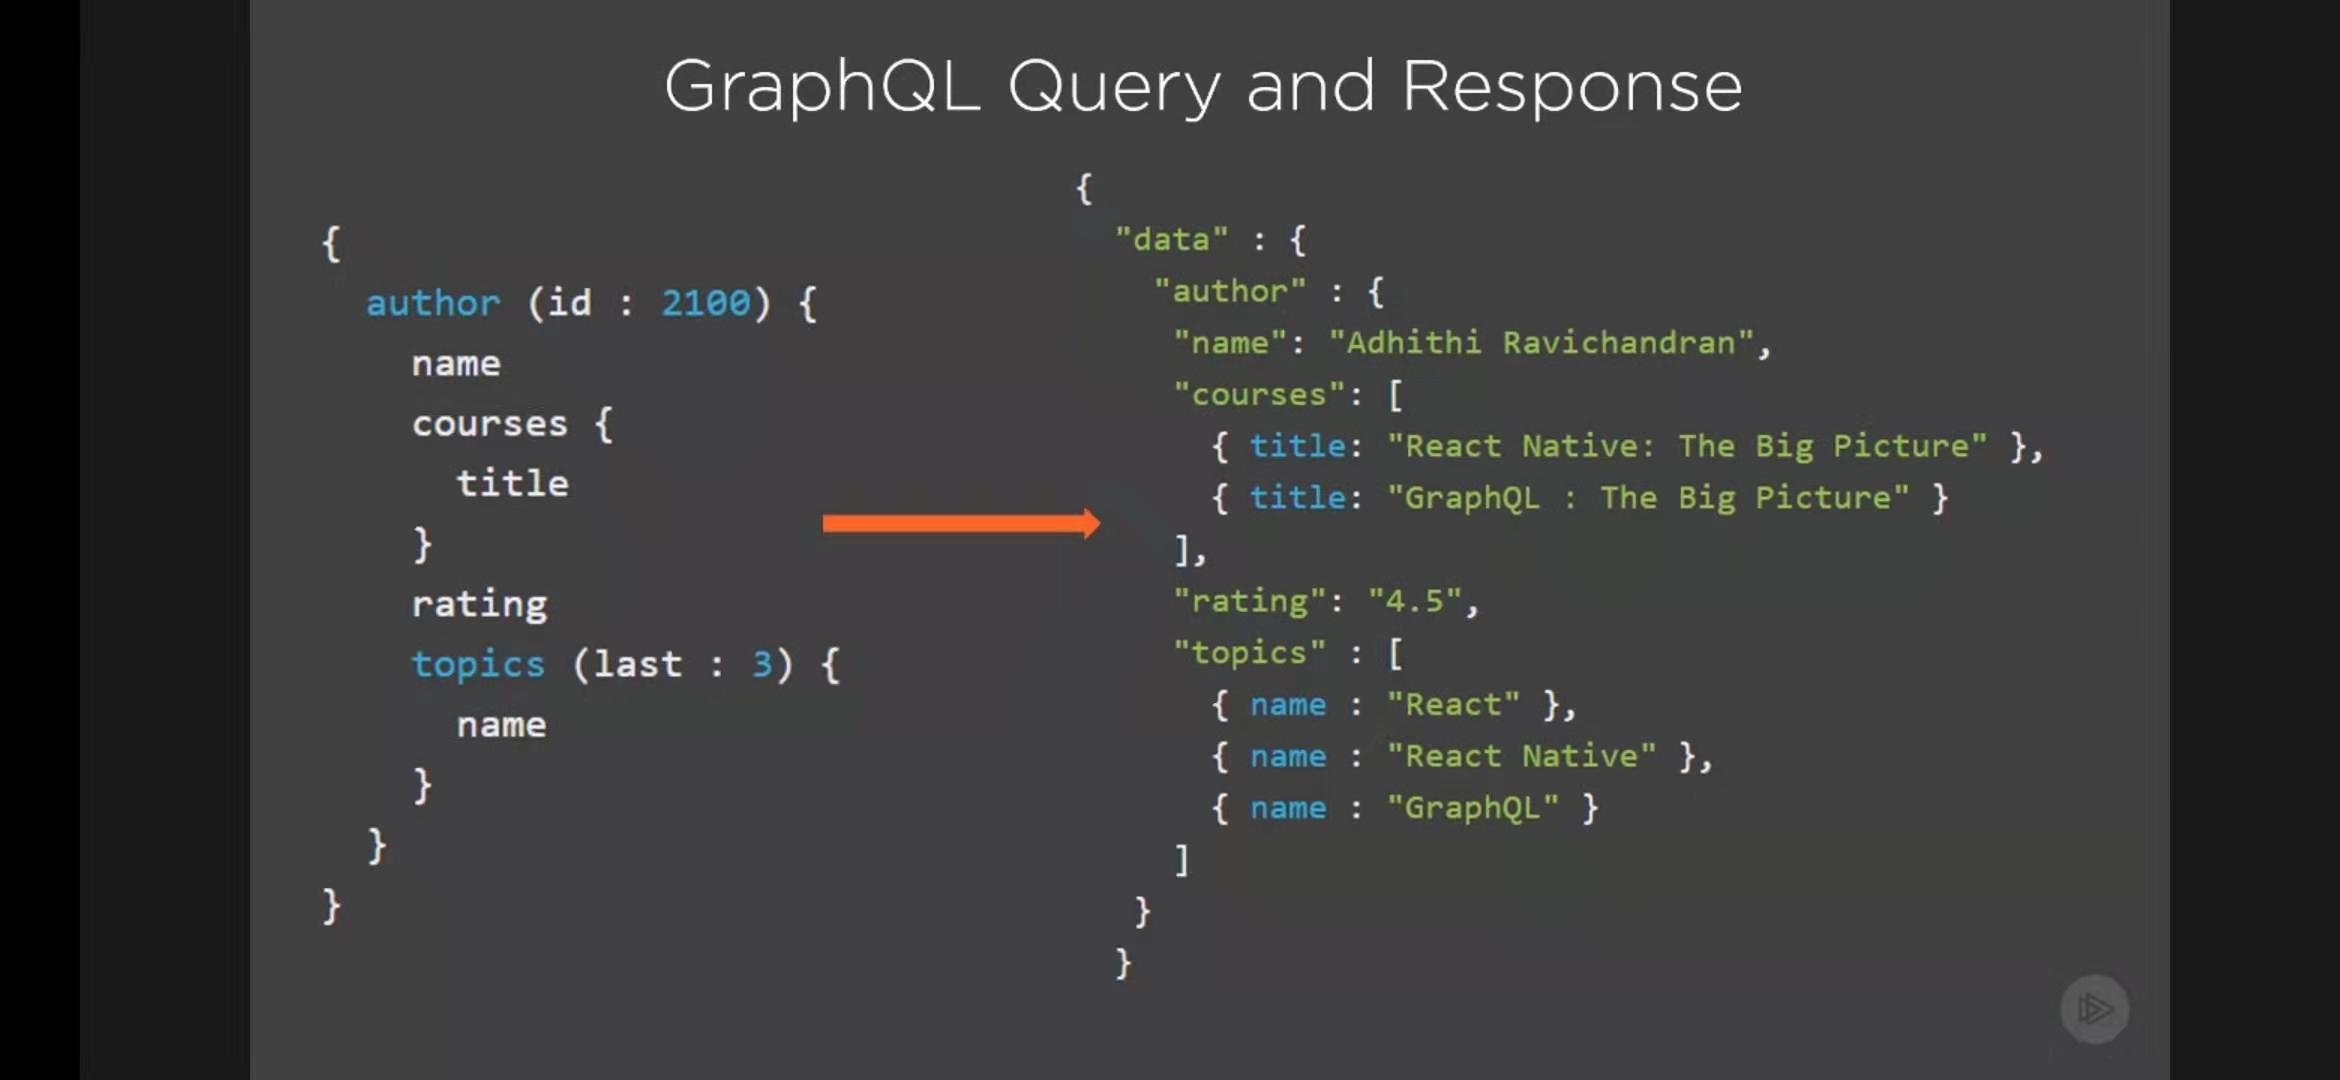 GraphQL Query and Response
{
author (id : 2100) {
name
courses {
title
}
rating
topics (last : 3) {
name
}
}
}
{
"data" : {
"author" : {
"name": "Adhithi Ravichandran",
"courses": [
{ title: "React Native: The Big Picture" },
{ title: "GraphQL : The Big Picture" }
],
"rating": "4.5",
"topics" : [
{ name : "React" },
{ name : "React Native" },
{ name : "GraphQL" }
]
}
}